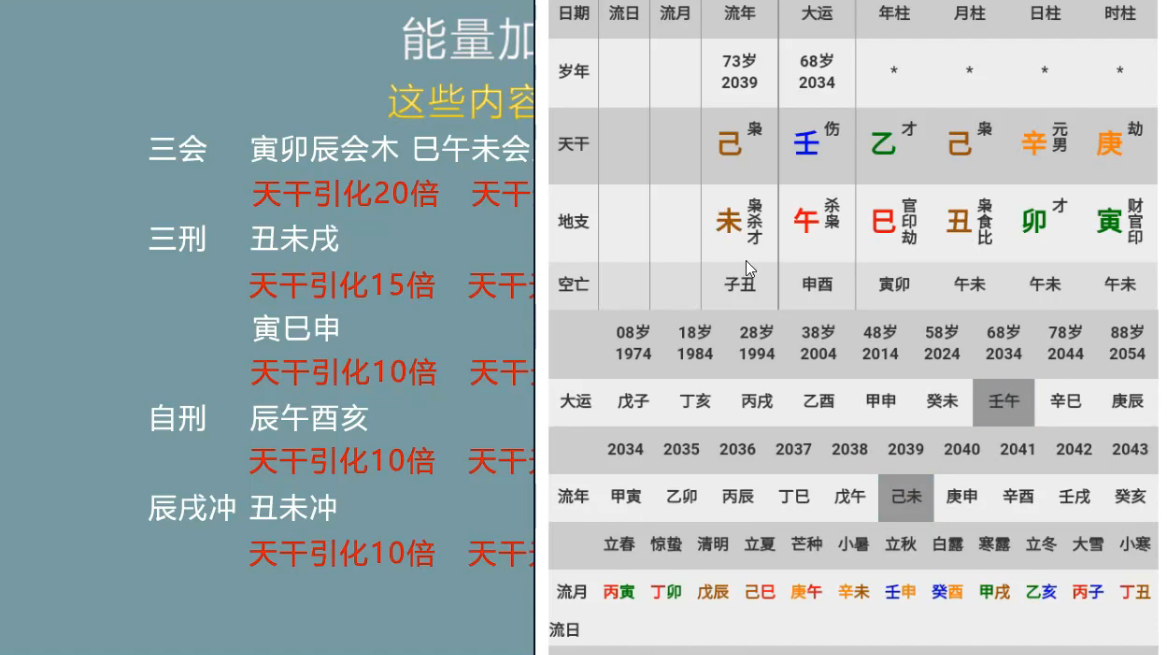 能量加
这些内容
三会 寅卯辰会木 巳午未会
天干引化20倍 天干
三刑 丑未戌
天干引化15倍 天干
寅巳申
天干引化10倍 天干
自刑 辰午酉亥
天干引化10倍 天干
辰戌冲 丑未冲
天干引化10倍 天干
日期 流日 流月 流年 大运 年柱 月柱 日柱 时柱
岁年 73岁 2039 68岁 2034 * * * *
天干 己 枭 壬 伤 乙 才 己 枭 辛 元男 庚 劫
地支 未 枭杀才 午 杀枭 巳 官印劫 丑 枭食比 卯 才 寅 财官印
空亡 子丑 申酉 寅卯 午未 午未 午未
08岁 18岁 28岁 38岁 48岁 58岁 68岁 78岁 88岁
1974 1984 1994 2004 2014 2024 2034 2044 2054
大运 戊子 丁亥 丙戌 乙酉 甲申 癸未 壬午 辛巳 庚辰
2034 2035 2036 2037 2038 2039 2040 2041 2042 2043
流年 甲寅 乙卯 丙辰 丁巳 戊午 己未 庚申 辛酉 壬戌 癸亥
立春 惊蛰 清明 立夏 芒种 小暑 立秋 白露 寒露 立冬 大雪 小寒
流月 丙寅 丁卯 戊辰 己巳 庚午 辛未 壬申 癸酉 甲戌 乙亥 丙子 丁丑
流日